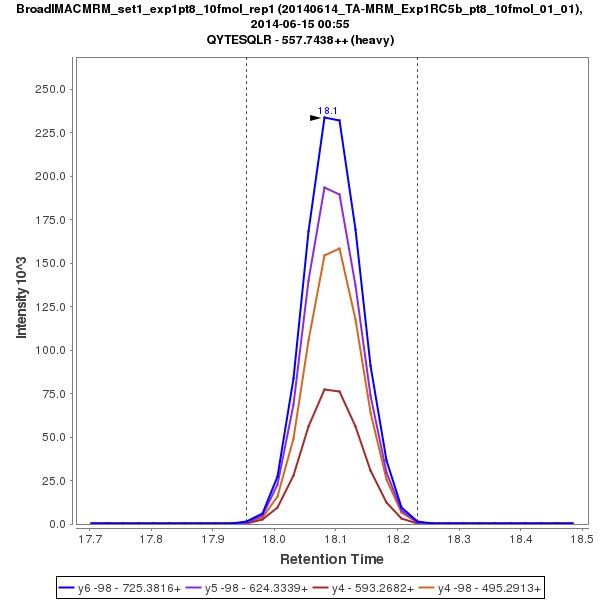 BroadIMACMRM_set1_exp1pt8_10fmol_rep1 (20140614_TA-MRM_Exp1RC5b_pt8_10fmol_01_01),
2014-06-15 00:55
QYTESQLR - 557.7438++ (heavy)
18.1
250.0
225.0
200.0
175.0
150.0
125.0
100.0
75.0
50.0
25.0
0.0
Intensity 10^3
17.7 17.8 17.9 18.0 18.1 18.2 18.3 18.4 18.5
Retention Time
y6 -98 - 725.3816+ y5 -98 - 624.3339+ y4 - 593.2682+ y4 -98 - 495.2913+